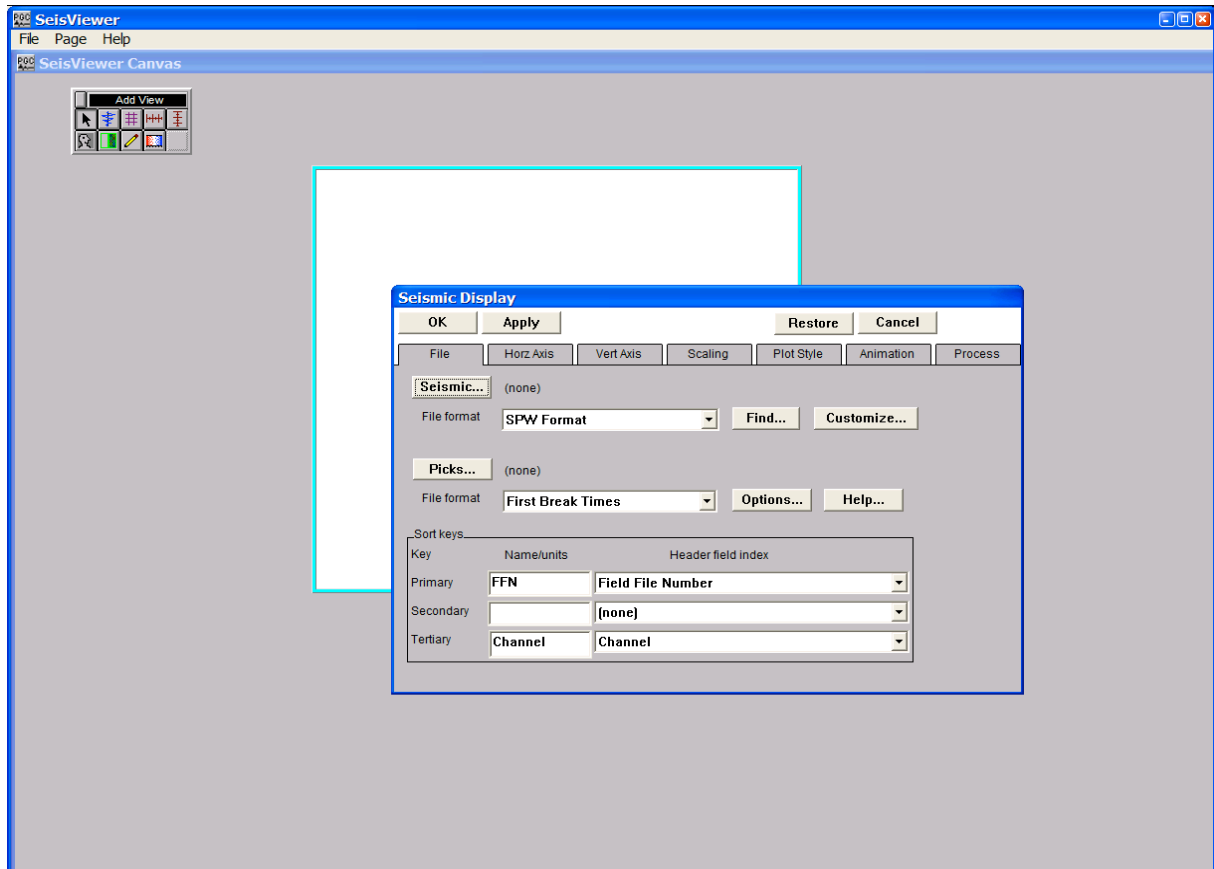 PGC SeisViewer
File Page Help
PGC SeisViewer Canvas
Add View
Seismic Display
OK Apply Restore Cancel
File Horz Axis Vert Axis Scaling Plot Style Animation Process
Seismic... (none)
File format SPW Format Find... Customize...
Picks... (none)
File format First Break Times Options... Help...
Sort keys
Key Name/units Header field index
Primary FFN Field File Number
Secondary (none)
Tertiary Channel Channel